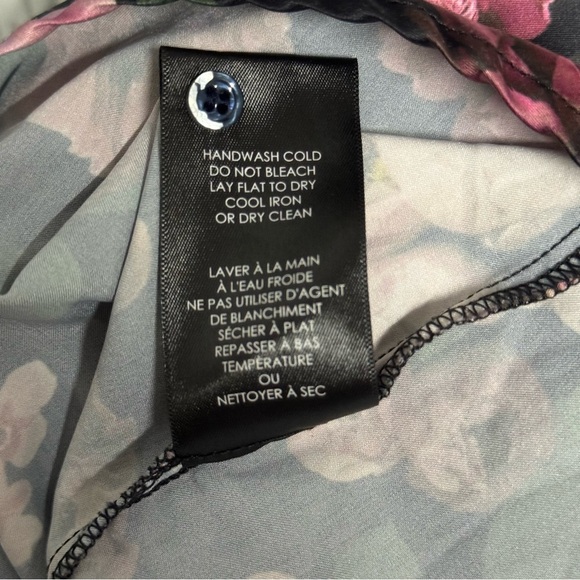 HANDWASH COLD
DO NOT BLEACH
LAY FLAT TO DRY
COOL IRON
OR DRY CLEAN
LAVER À LA MAIN
À L'EAU FROIDE
NE PAS UTILISER D'AGENT
DE BLANCHIMENT
SÉCHER À PLAT
REPASSER À BAS
TEMPÉRATURE
OU
NETTOYER À SEC